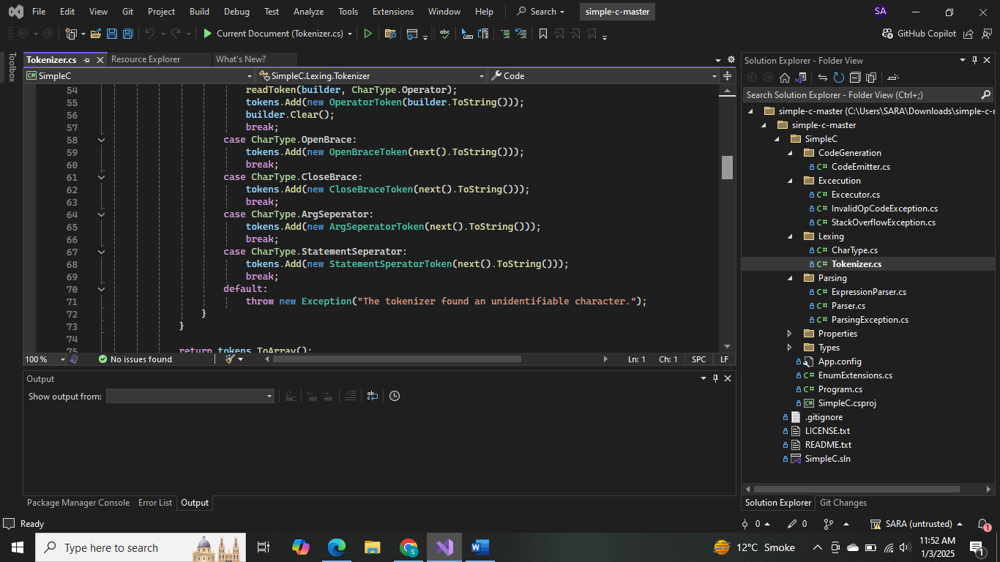 File Edit View Git Project Build Debug Test Analyze Tools Extensions Window Help Search simple-c-master SA
Current Document (Tokenizer.cs) GitHub Copilot
Toolbox
Tokenizer.cs Resource Explorer What's New?
SimpleC SimpleC.Lexing.Tokenizer Code
54 readToken(builder, CharType.Operator);
55 tokens.Add(new OperatorToken(builder.ToString()));
56 builder.Clear();
57 break;
58 case CharType.OpenBrace:
59 tokens.Add(new OpenBraceToken(next().ToString()));
60 break;
61 case CharType.CloseBrace:
62 tokens.Add(new CloseBraceToken(next().ToString()));
63 break;
64 case CharType.ArgSeperator:
65 tokens.Add(new ArgSeperatorToken(next().ToString()));
66 break;
67 case CharType.StatementSeperator:
68 tokens.Add(new StatementSperatorToken(next().ToString()));
69 break;
70 default:
71 throw new Exception("The tokenizer found an unidentifiable character.");
72 }
73 }
74
75 return tokens.ToArray();
100 % No issues found Ln: 1 Ch: 1 SPC LF
Output
Show output from:
Package Manager Console Error List Output
Solution Explorer - Folder View
Search Solution Explorer - Folder View (Ctrl+;)
simple-c-master (C:\Users\SARA\Downloads\simple-c-
simple-c-master
SimpleC
CodeGeneration
C# CodeEmitter.cs
Excecution
C# Excecutor.cs
C# InvalidOpCodeException.cs
C# StackOverflowException.cs
Lexing
C# CharType.cs
C# Tokenizer.cs
Parsing
C# ExpressionParser.cs
C# Parser.cs
C# ParsingException.cs
Properties
Types
App.config
C# EnumExtensions.cs
C# Program.cs
C# SimpleC.csproj
.gitignore
LICENSE.txt
README.txt
SimpleC.sln
Solution Explorer Git Changes
Ready 0 0 SARA (untrusted) 1
Type here to search 12°C Smoke 11:52 AM
1/3/2025 1